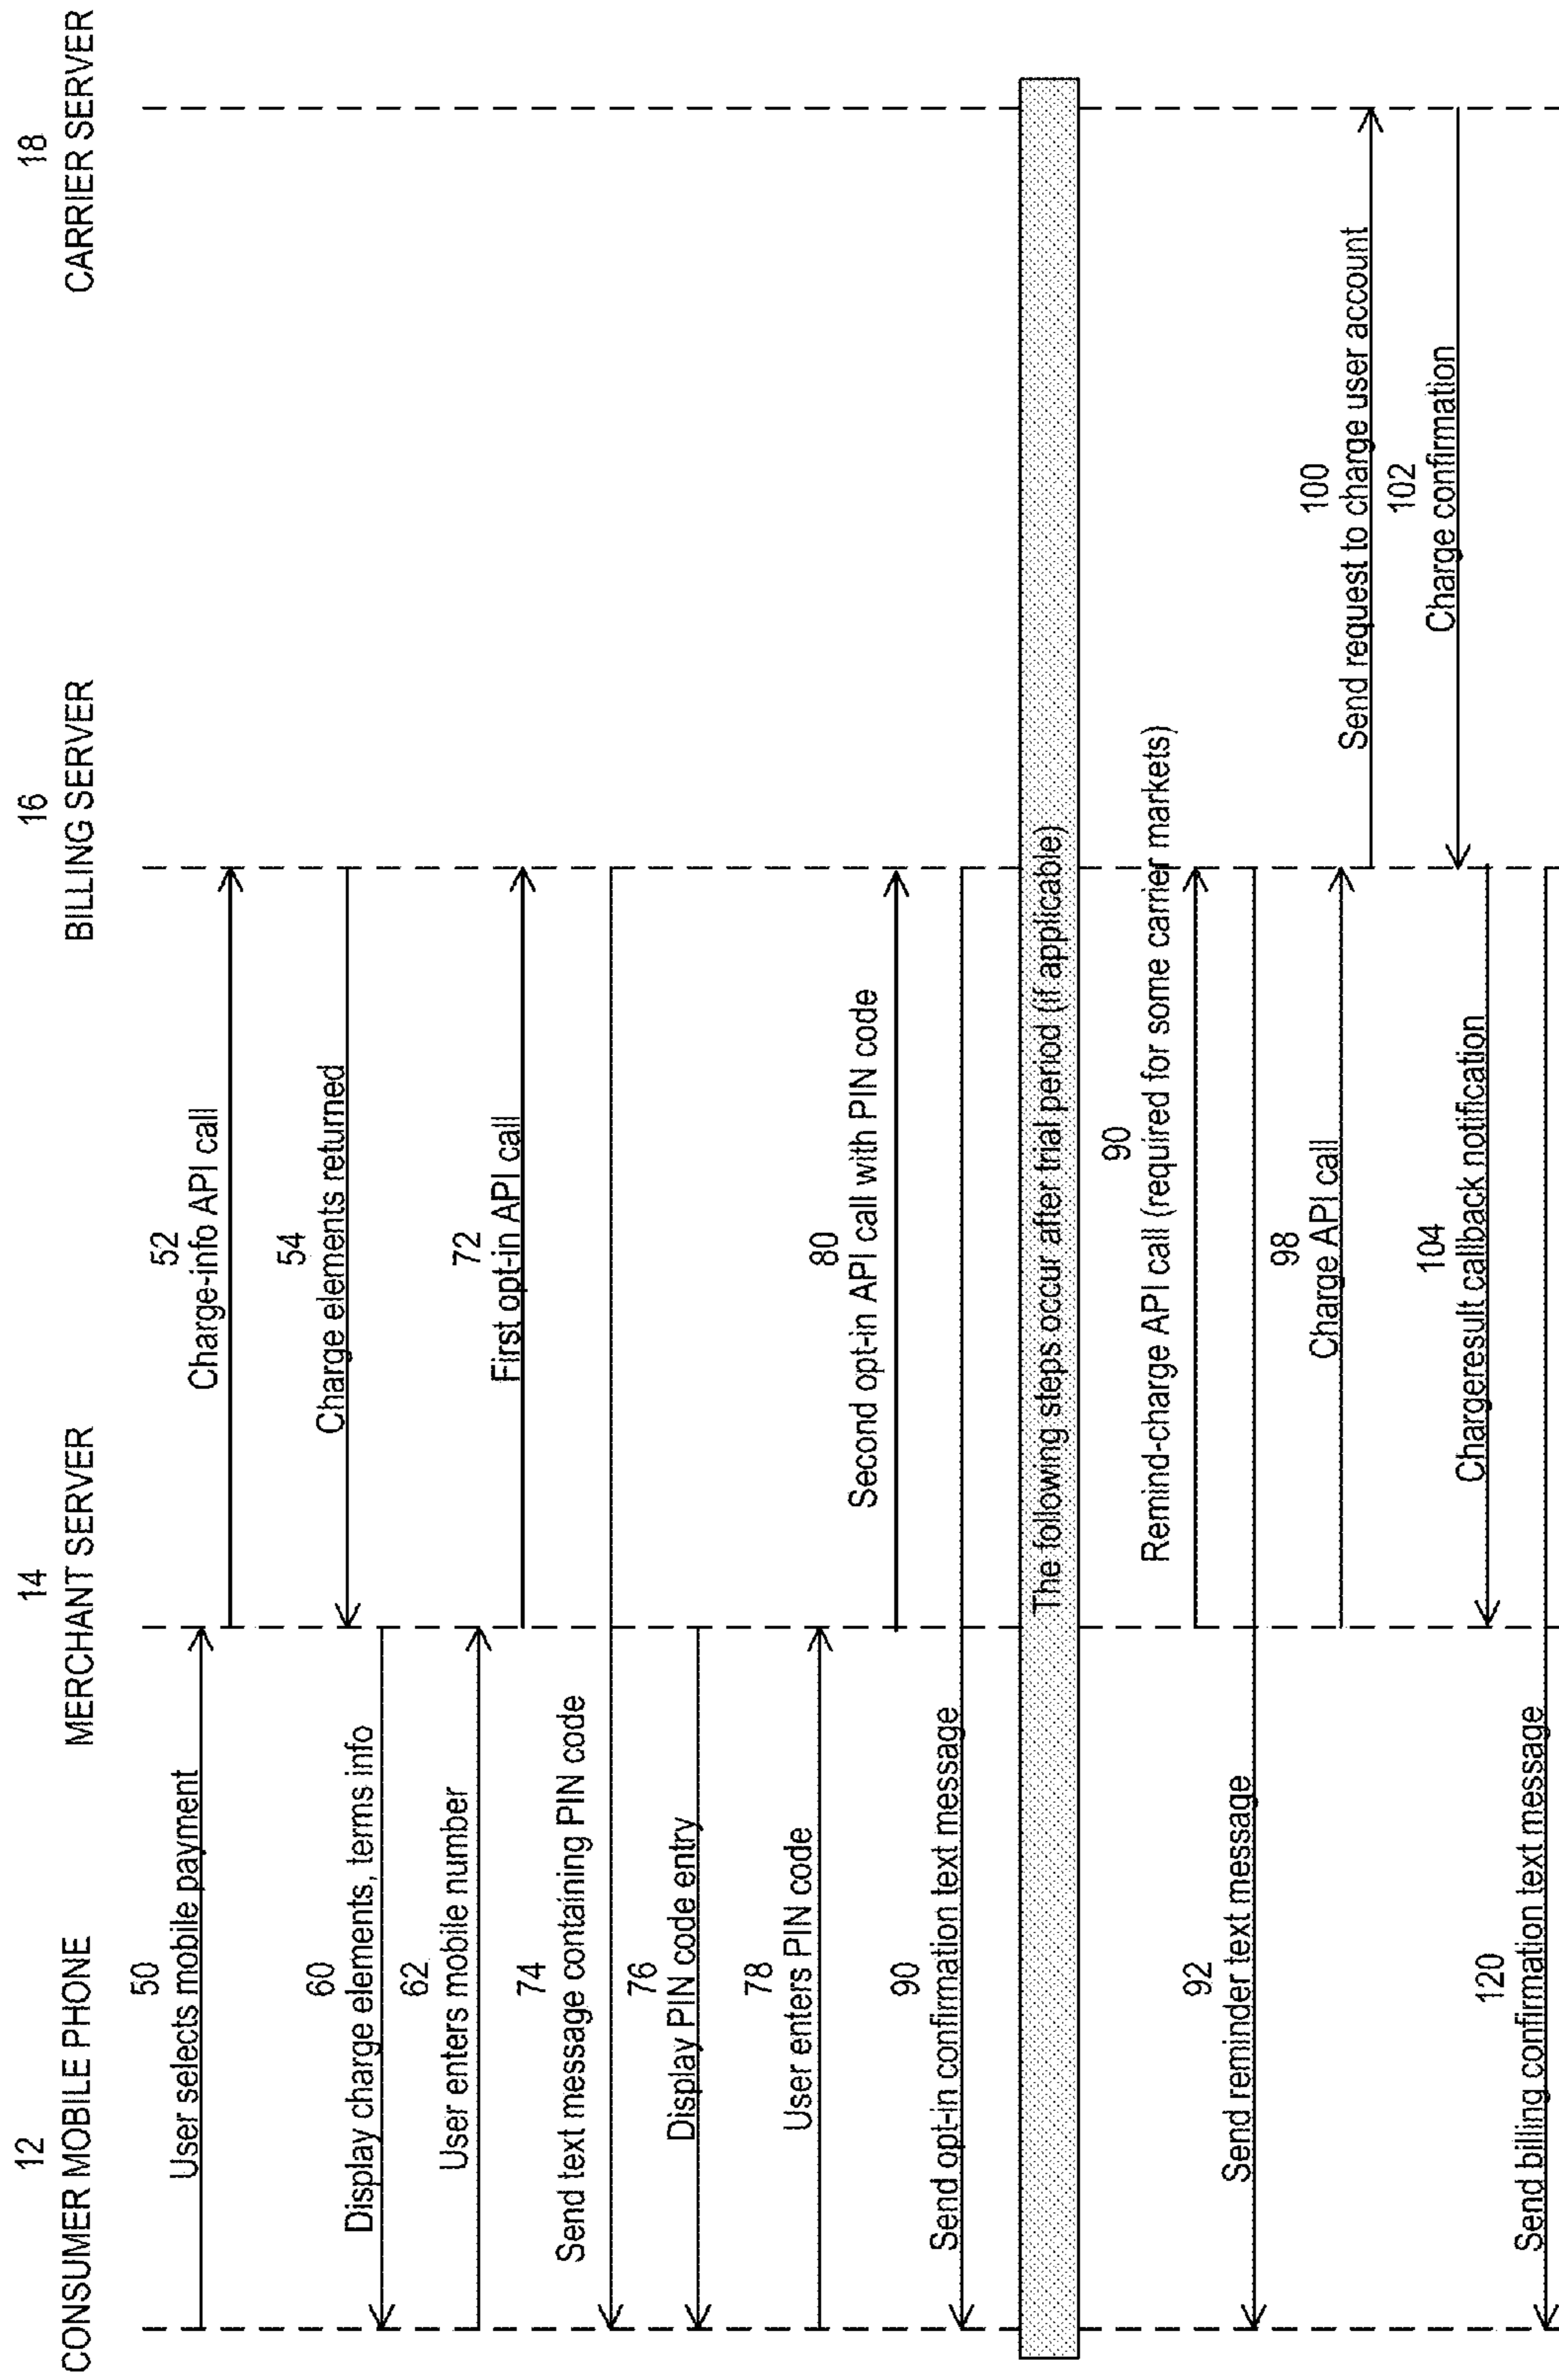 12
CONSUMER MOBILE PHONE
14
MERCHANT SERVER
16
BILLING SERVER
18
CARRIER SERVER
50
User selects mobile payment
52
Charge-info API call
54
Charge elements returned
60
Display charge elements, terms info
62
User enters mobile number
72
First opt-in API call
74
Send text message containing PIN code
76
Display PIN code entry
78
User enters PIN code
80
Second opt-in API call with PIN code
90
Send opt-in confirmation text message
The following steps occur after trial period (if applicable)
90
Remind-charge API call (required for some carrier markets)
92
Send reminder text message
98
Charge API call
100
Send request to charge user account
102
Charge confirmation
104
Chargeresult callback notification
120
Send billing confirmation text message